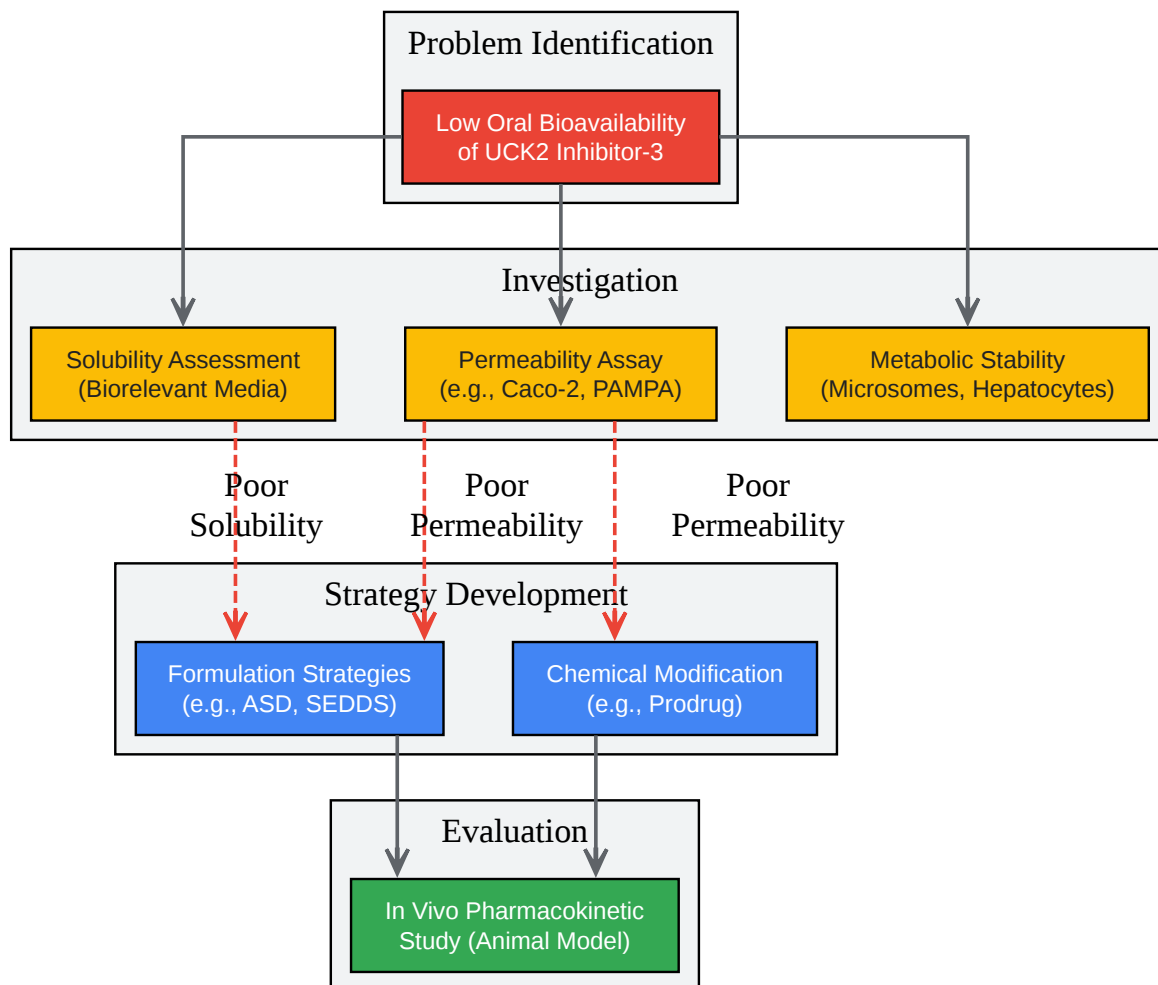 Problem Identification
Low Oral Bioavailability
of UCK2 Inhibitor-3
Investigation
Solubility Assessment
(Biorelevant Media)
Permeability Assay
(e.g., Caco-2, PAMPA)
Metabolic Stability
(Microsomes, Hepatocytes)
Poor
Solubility
Poor
Permeability
Poor
Permeability
Strategy Development
Formulation Strategies
(e.g., ASD, SEDDS)
Chemical Modification
(e.g., Prodrug)
Evaluation
In Vivo Pharmacokinetic
Study (Animal Model)